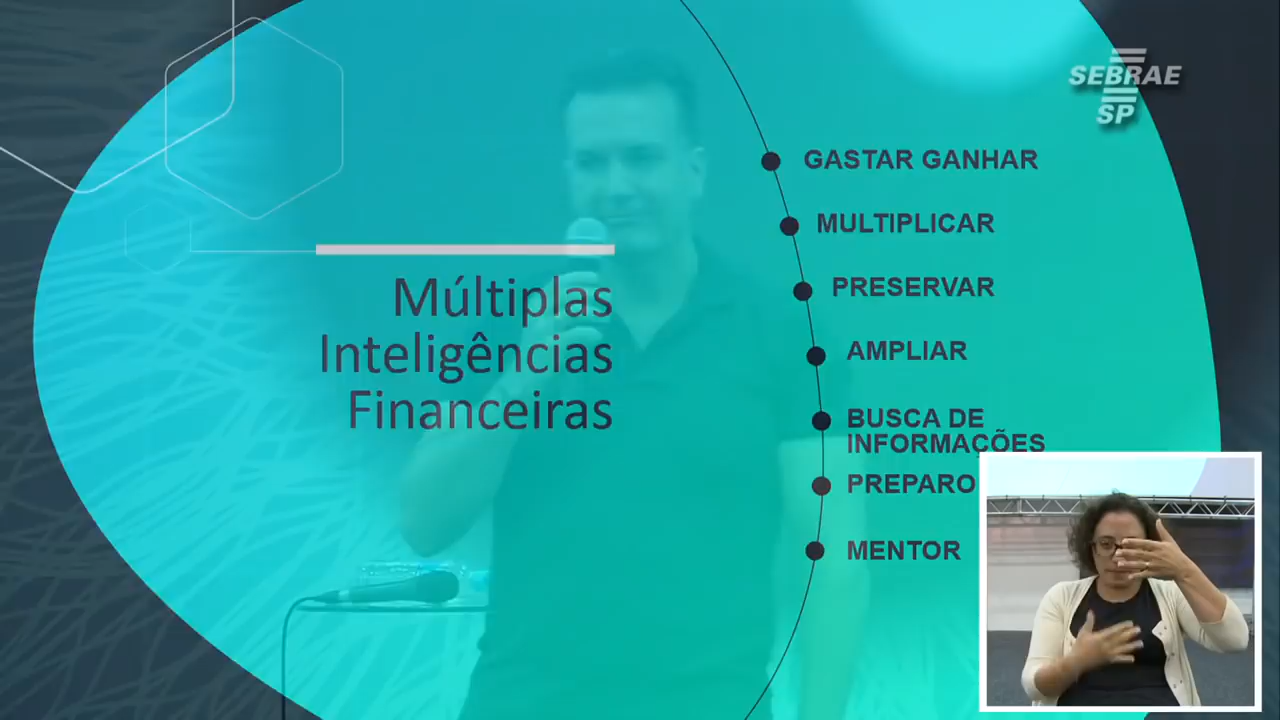 SEBRAE
SP
GASTAR GANHAR
MULTIPLICAR
PRESERVAR
AMPLIAR
BUSCA DE
INFORMAÇÕES
PREPARO
MENTOR
Múltiplas
Inteligências
Financeiras